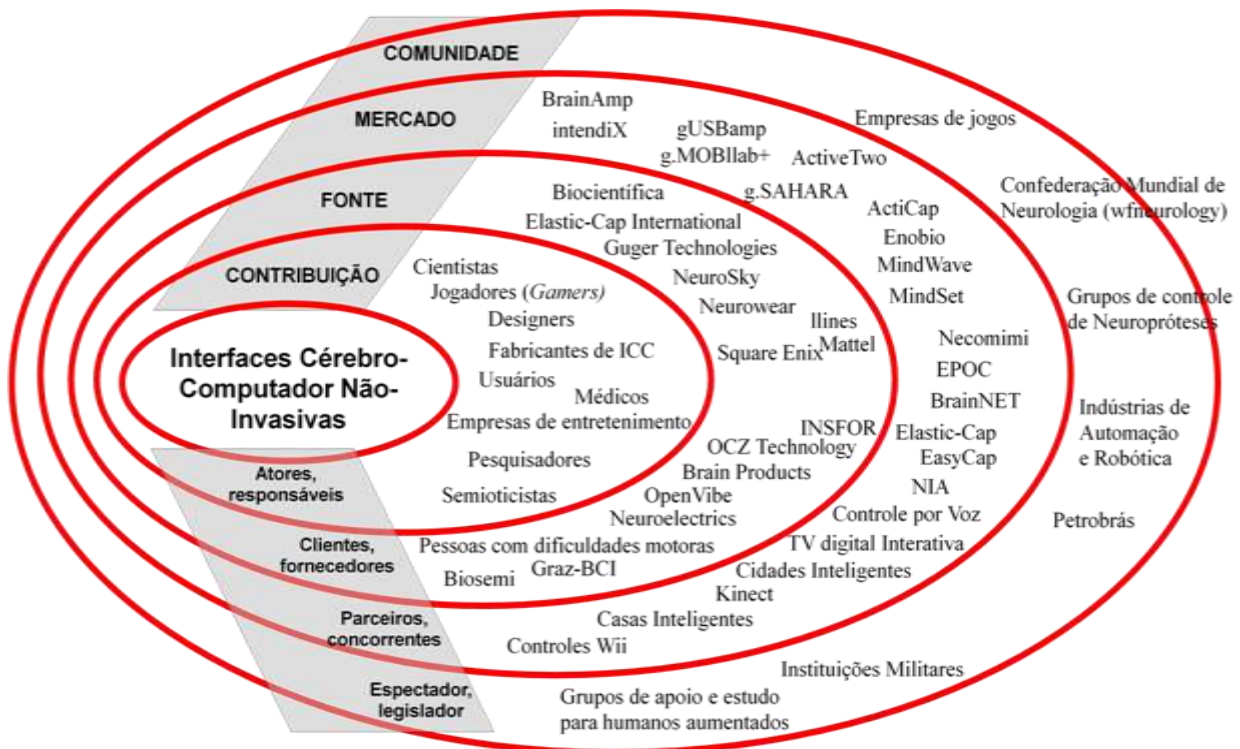 COMUNIDADE
MERCADO
FONTE
CONTRIBUIÇÃO
Interfaces Cérebro-
Computador Não-
Invasivas
Atores,
responsáveis
Clientes,
fornecedores
Parceiros,
concorrentes
Espectador,
legislador
Cientistas
Jogadores (Gamers)
Designers
Fabricantes de ICC
Usuários
Médicos
Empresas de entretenimento
Pesquisadores
Semioticistas
Biocientífica
Elastic-Cap International
Guger Technologies
NeuroSky
Neurowear
llines
Mattel
Square Enix
INSFOR
OCZ Technology
Brain Products
OpenVibe
Neuroelectrics
Pessoas com dificuldades motoras
Graz-BCI
Biosemi
BrainAmp
intendiX
gUSBamp
g.MOBIlab+
ActiveTwo
g.SAHARA
ActiCap
Enobio
MindWave
MindSet
Necomimi
EPOC
BrainNET
Elastic-Cap
EasyCap
NIA
Controle por Voz
TV digital Interativa
Cidades Inteligentes
Kinect
Casas Inteligentes
Controles Wii
Empresas de jogos
Confederação Mundial de
Neurologia (wfneurology)
Grupos de controle
de Neuropróteses
Indústrias de
Automação
e Robótica
Petrobrás
Instituições Militares
Grupos de apoio e estudo
para humanos aumentados